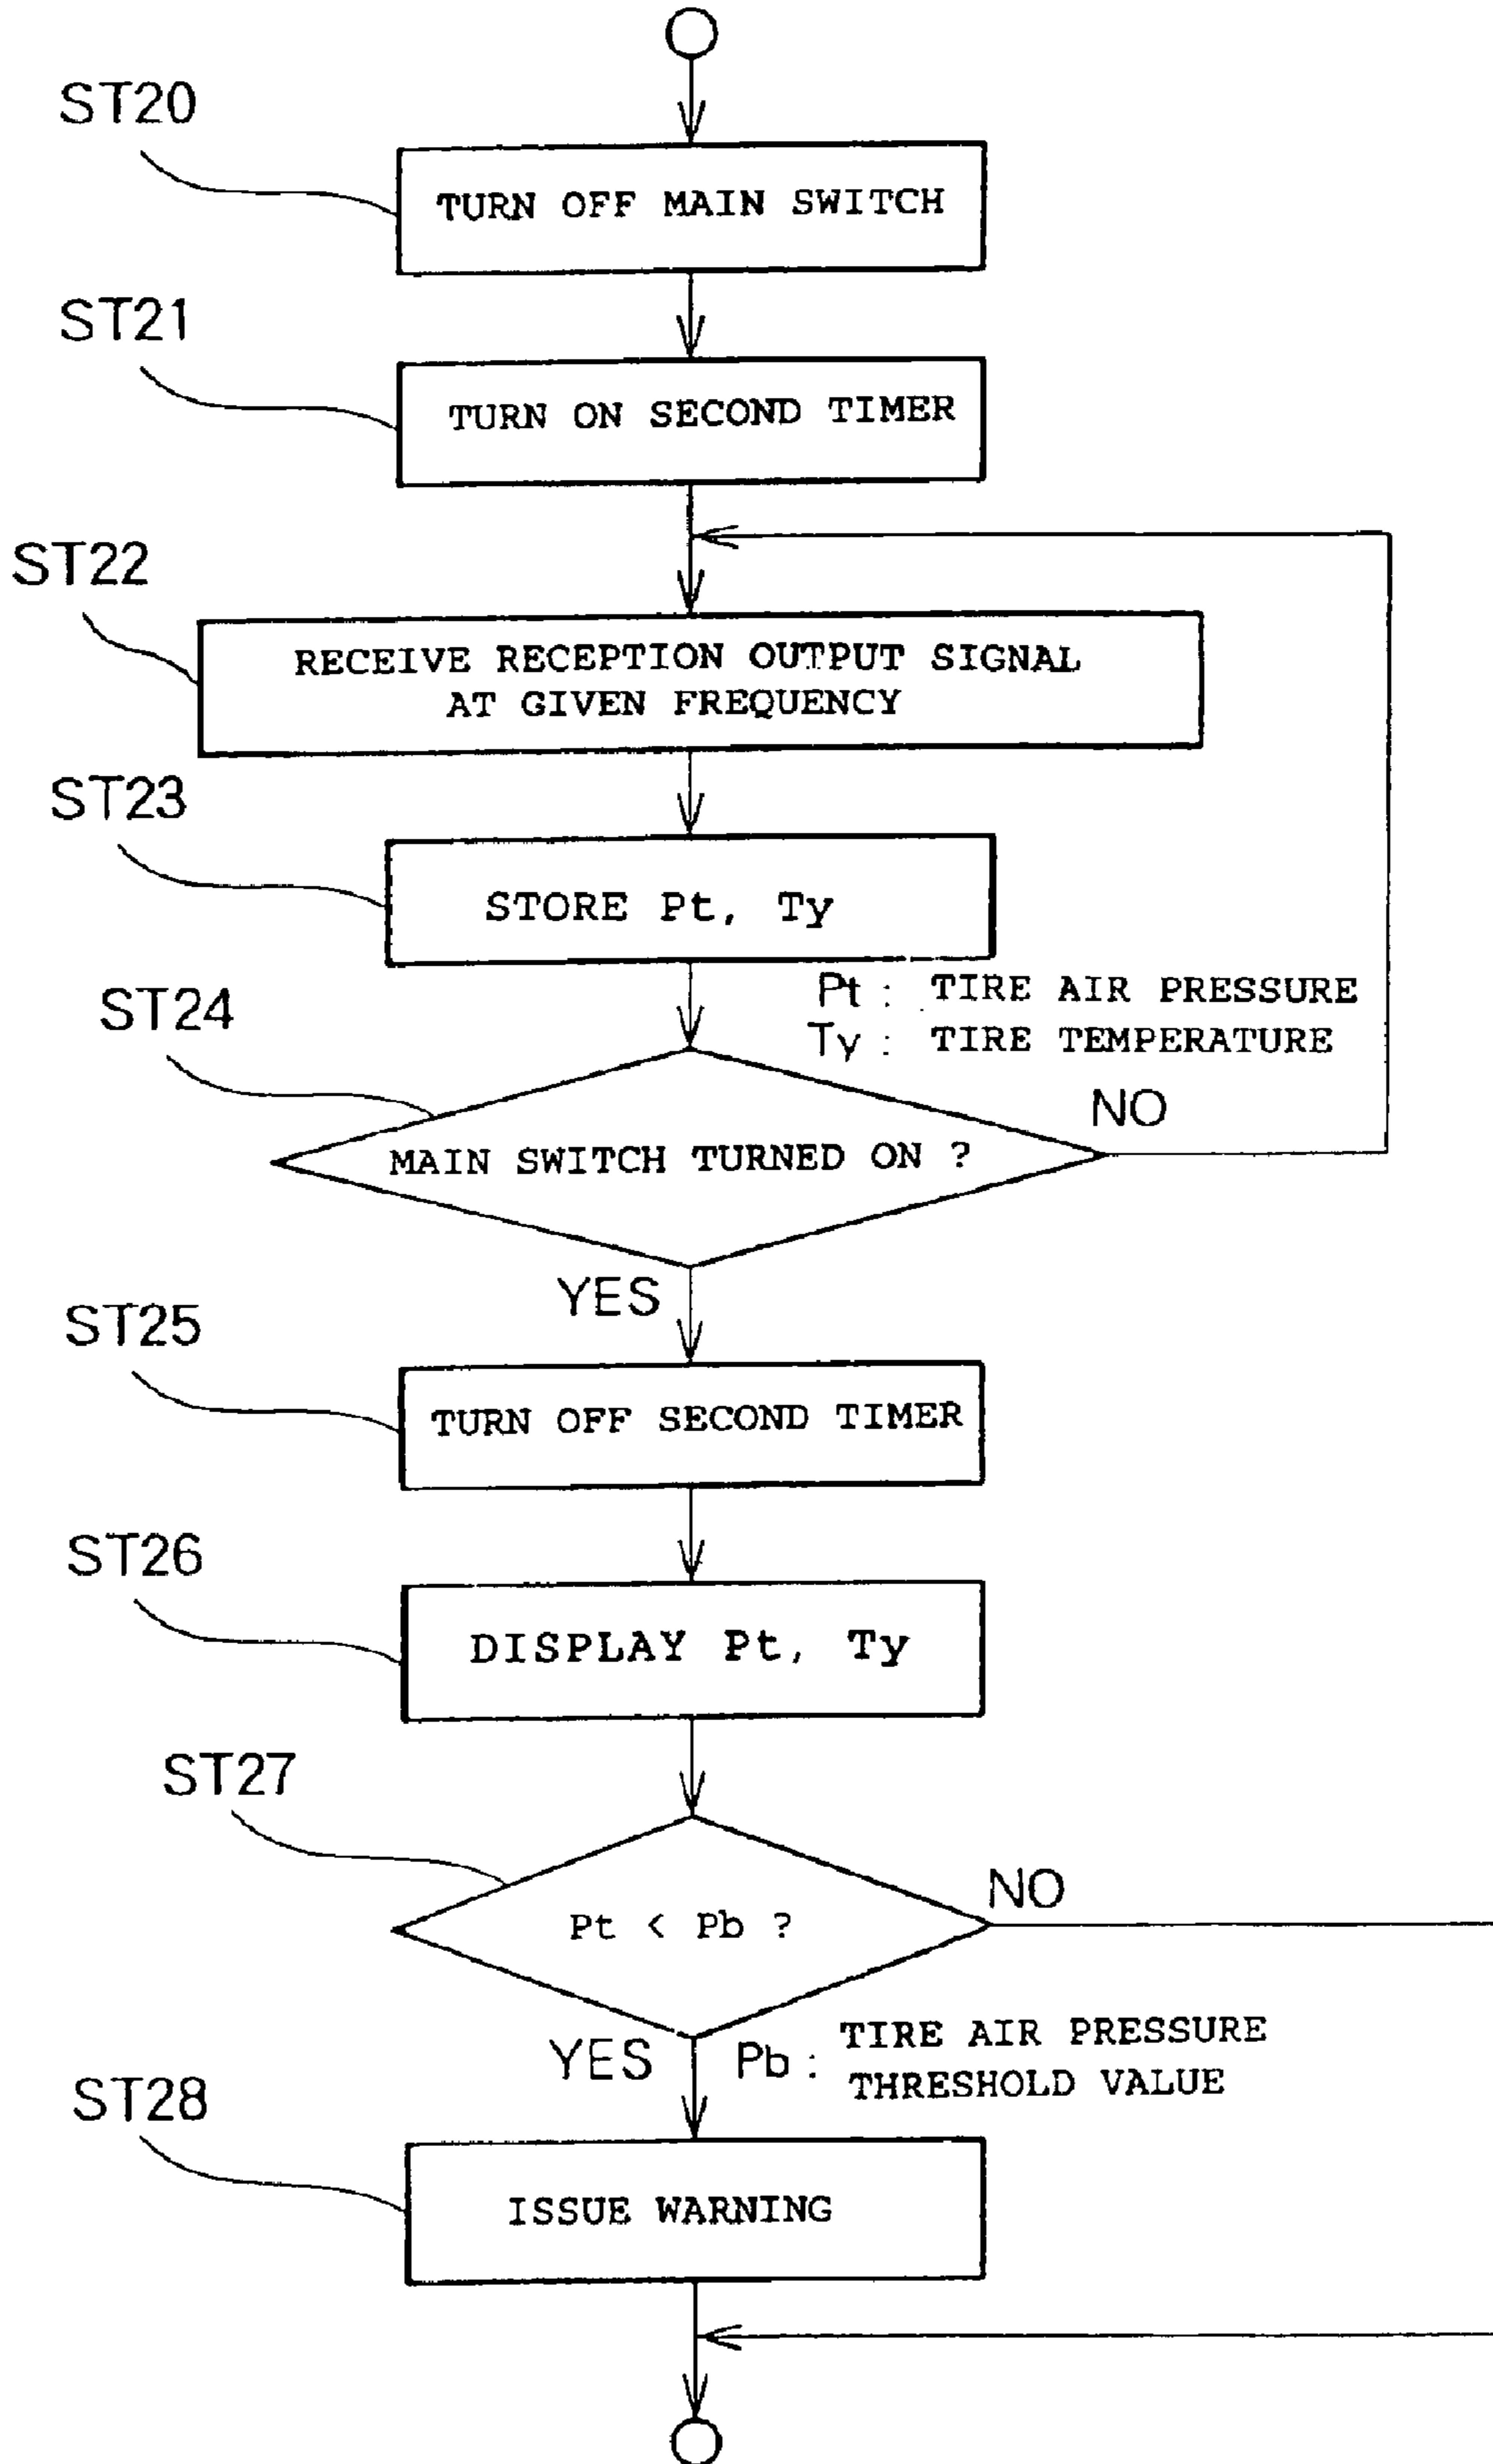 ST20
TURN OFF MAIN SWITCH
ST21
TURN ON SECOND TIMER
ST22
RECEIVE RECEPTION OUTPUT SIGNAL
AT GIVEN FREQUENCY
ST23
STORE Pt, Ty
Pt : TIRE AIR PRESSURE
Ty : TIRE TEMPERATURE
ST24
NO
MAIN SWITCH TURNED ON ?
YES
ST25
TURN OFF SECOND TIMER
ST26
DISPLAY Pt, Ty
ST27
NO
Pt < Pb ?
YES
Pb : TIRE AIR PRESSURE
THRESHOLD VALUE
ST28
ISSUE WARNING